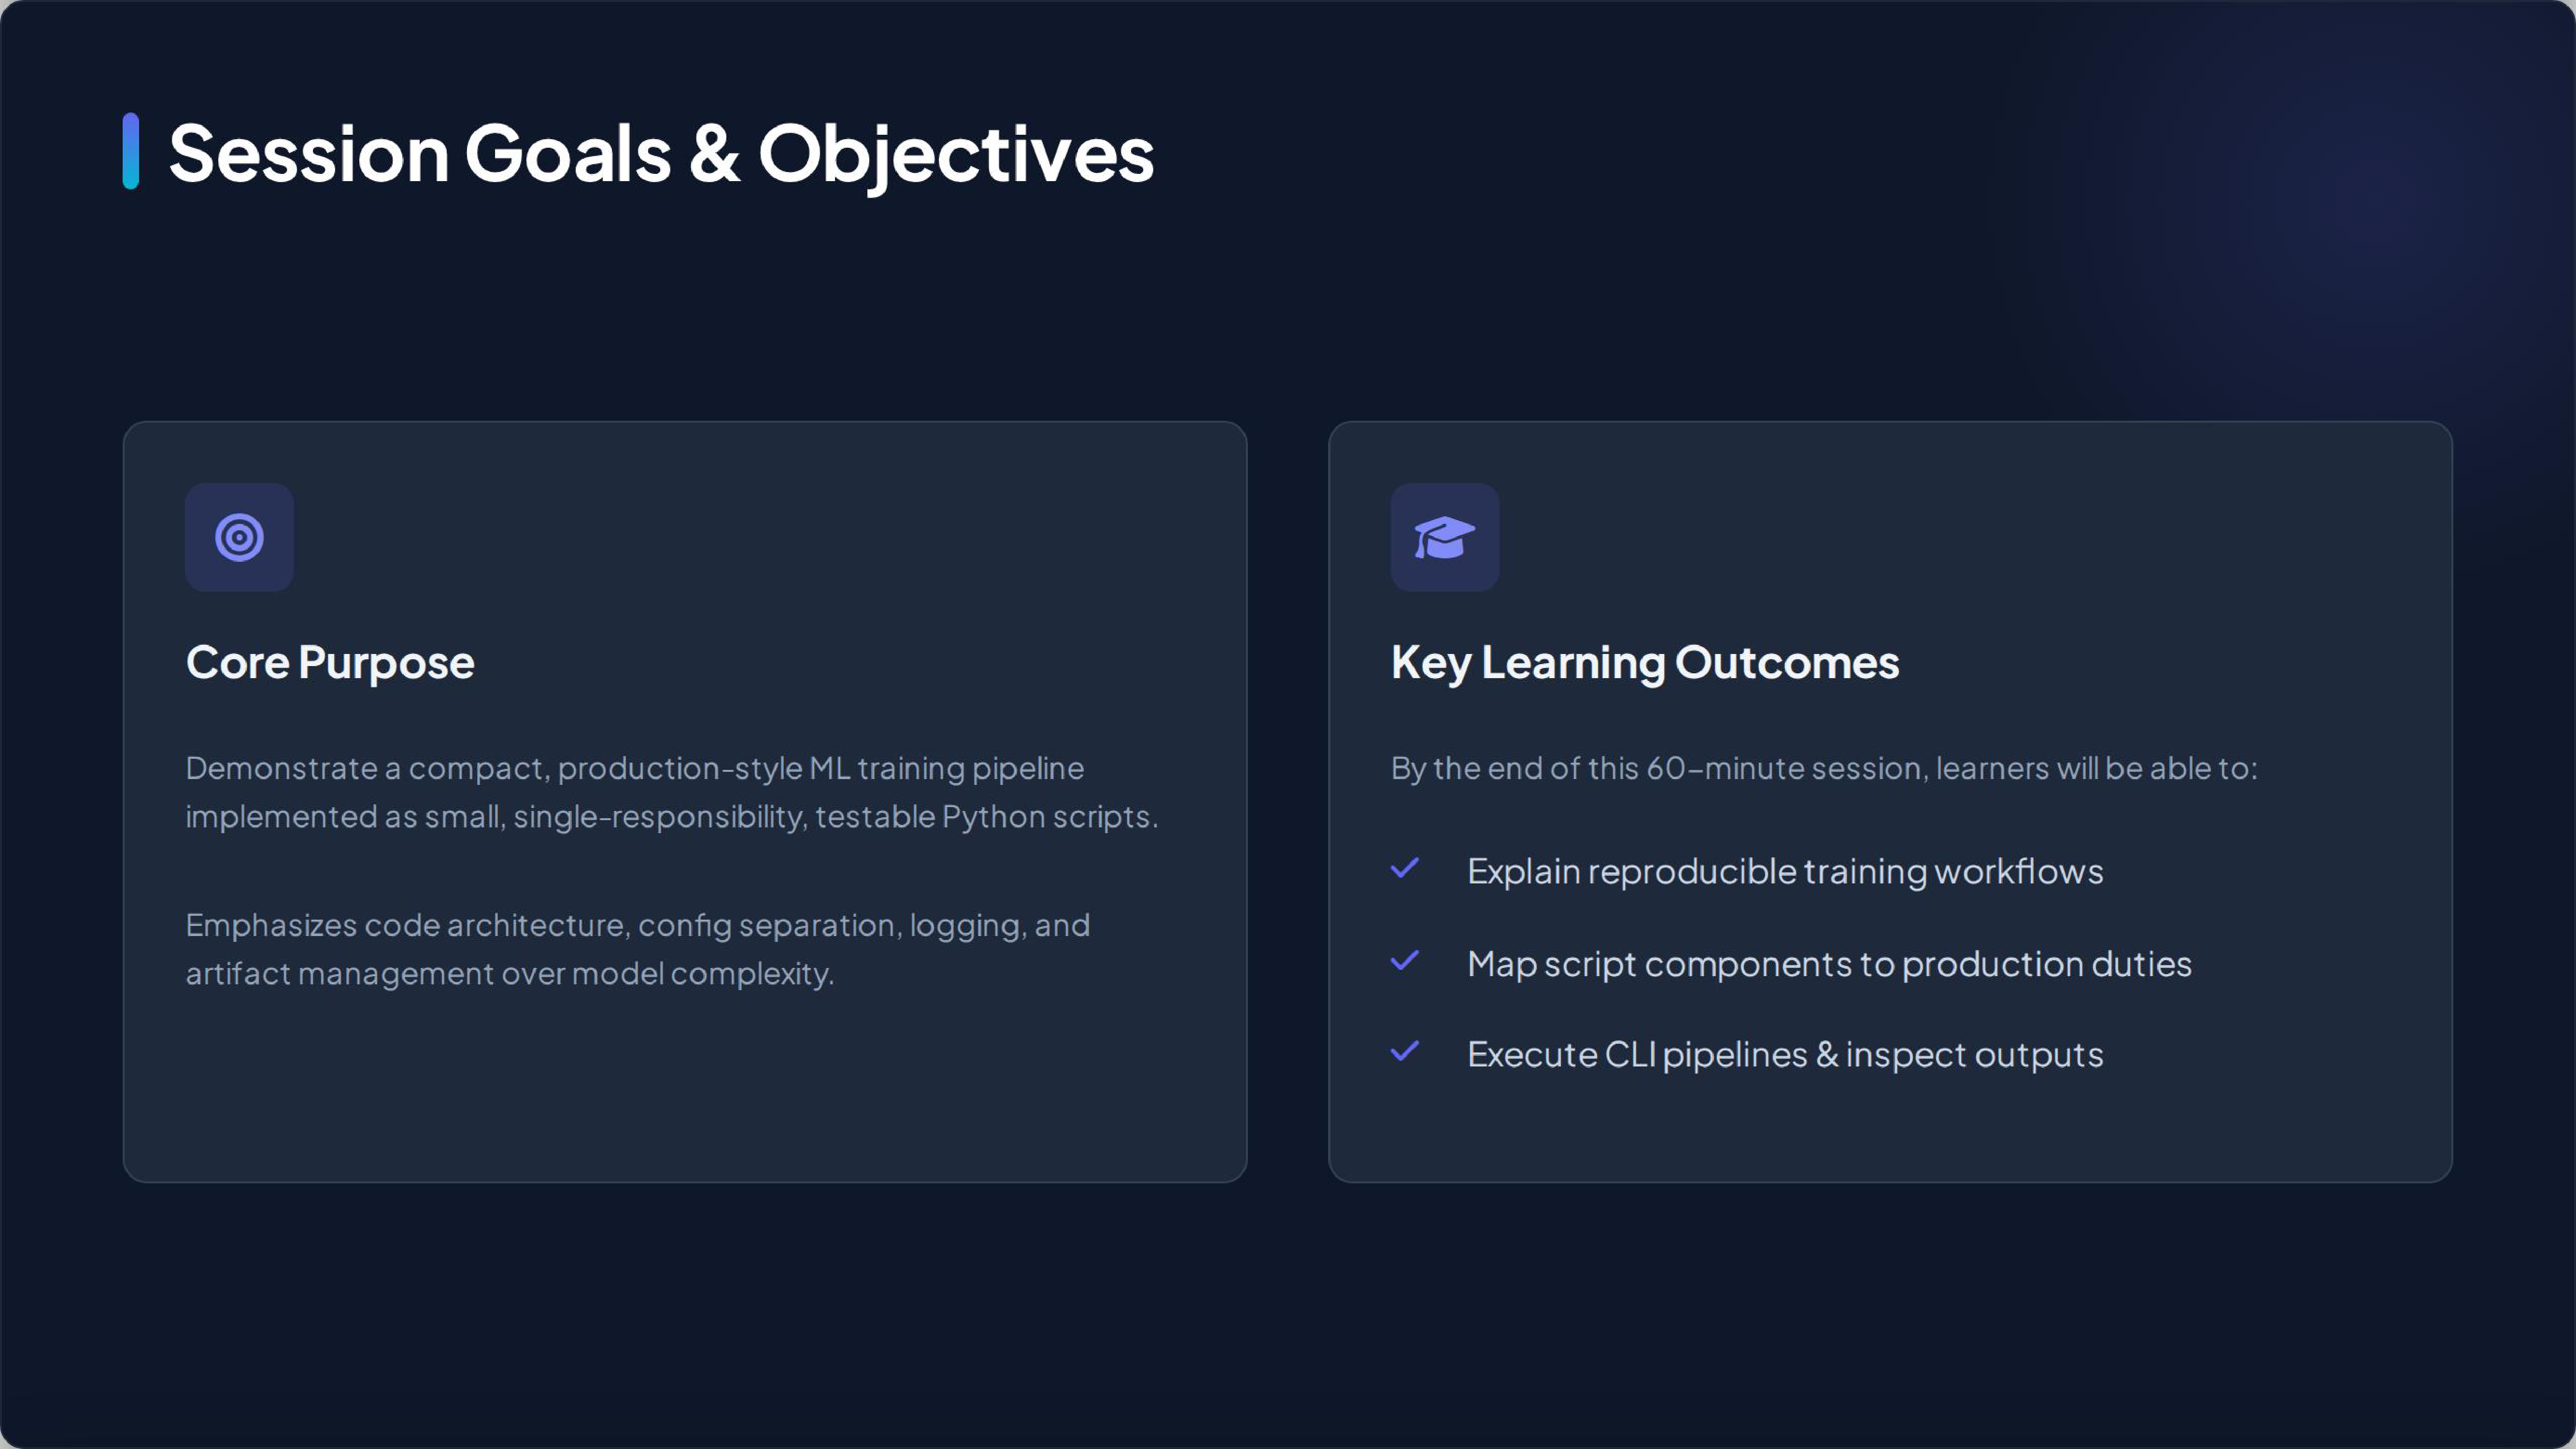 Session Goals & Objectives
Core Purpose
Demonstrate a compact, production-style ML training pipeline
implemented as small, single-responsibility, testable Python scripts.
Emphasizes code architecture, config separation, logging, and
artifact management over model complexity.
Key Learning Outcomes
By the end of this 60-minute session, learners will be able to:
Explain reproducible training workflows
Map script components to production duties
Execute CLI pipelines & inspect outputs